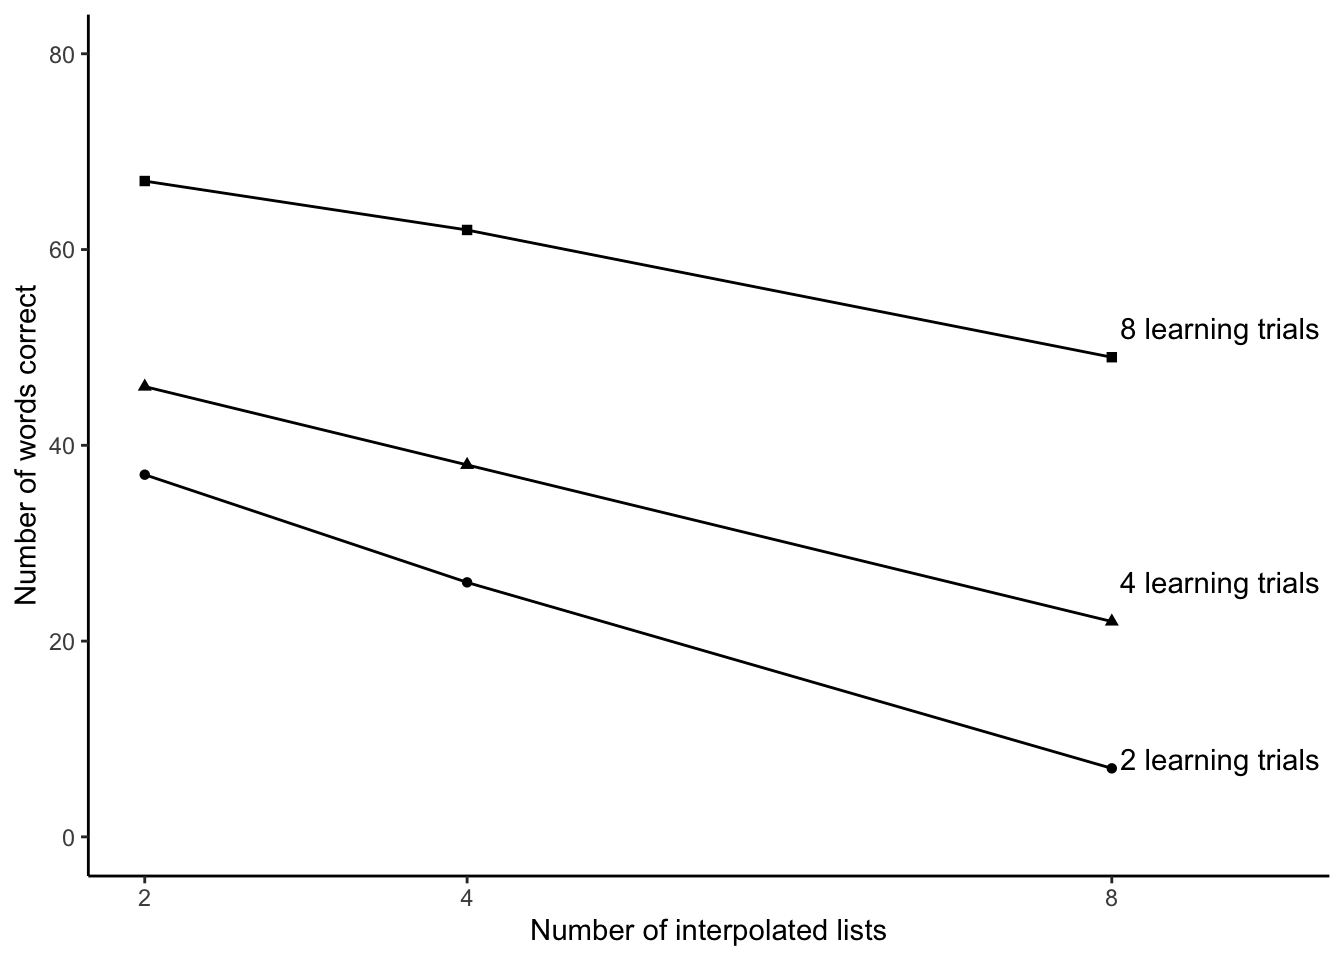 80
60
40
20
0
Number of words correct
8 learning trials
4 learning trials
2 learning trials
2 4 8
Number of interpolated lists